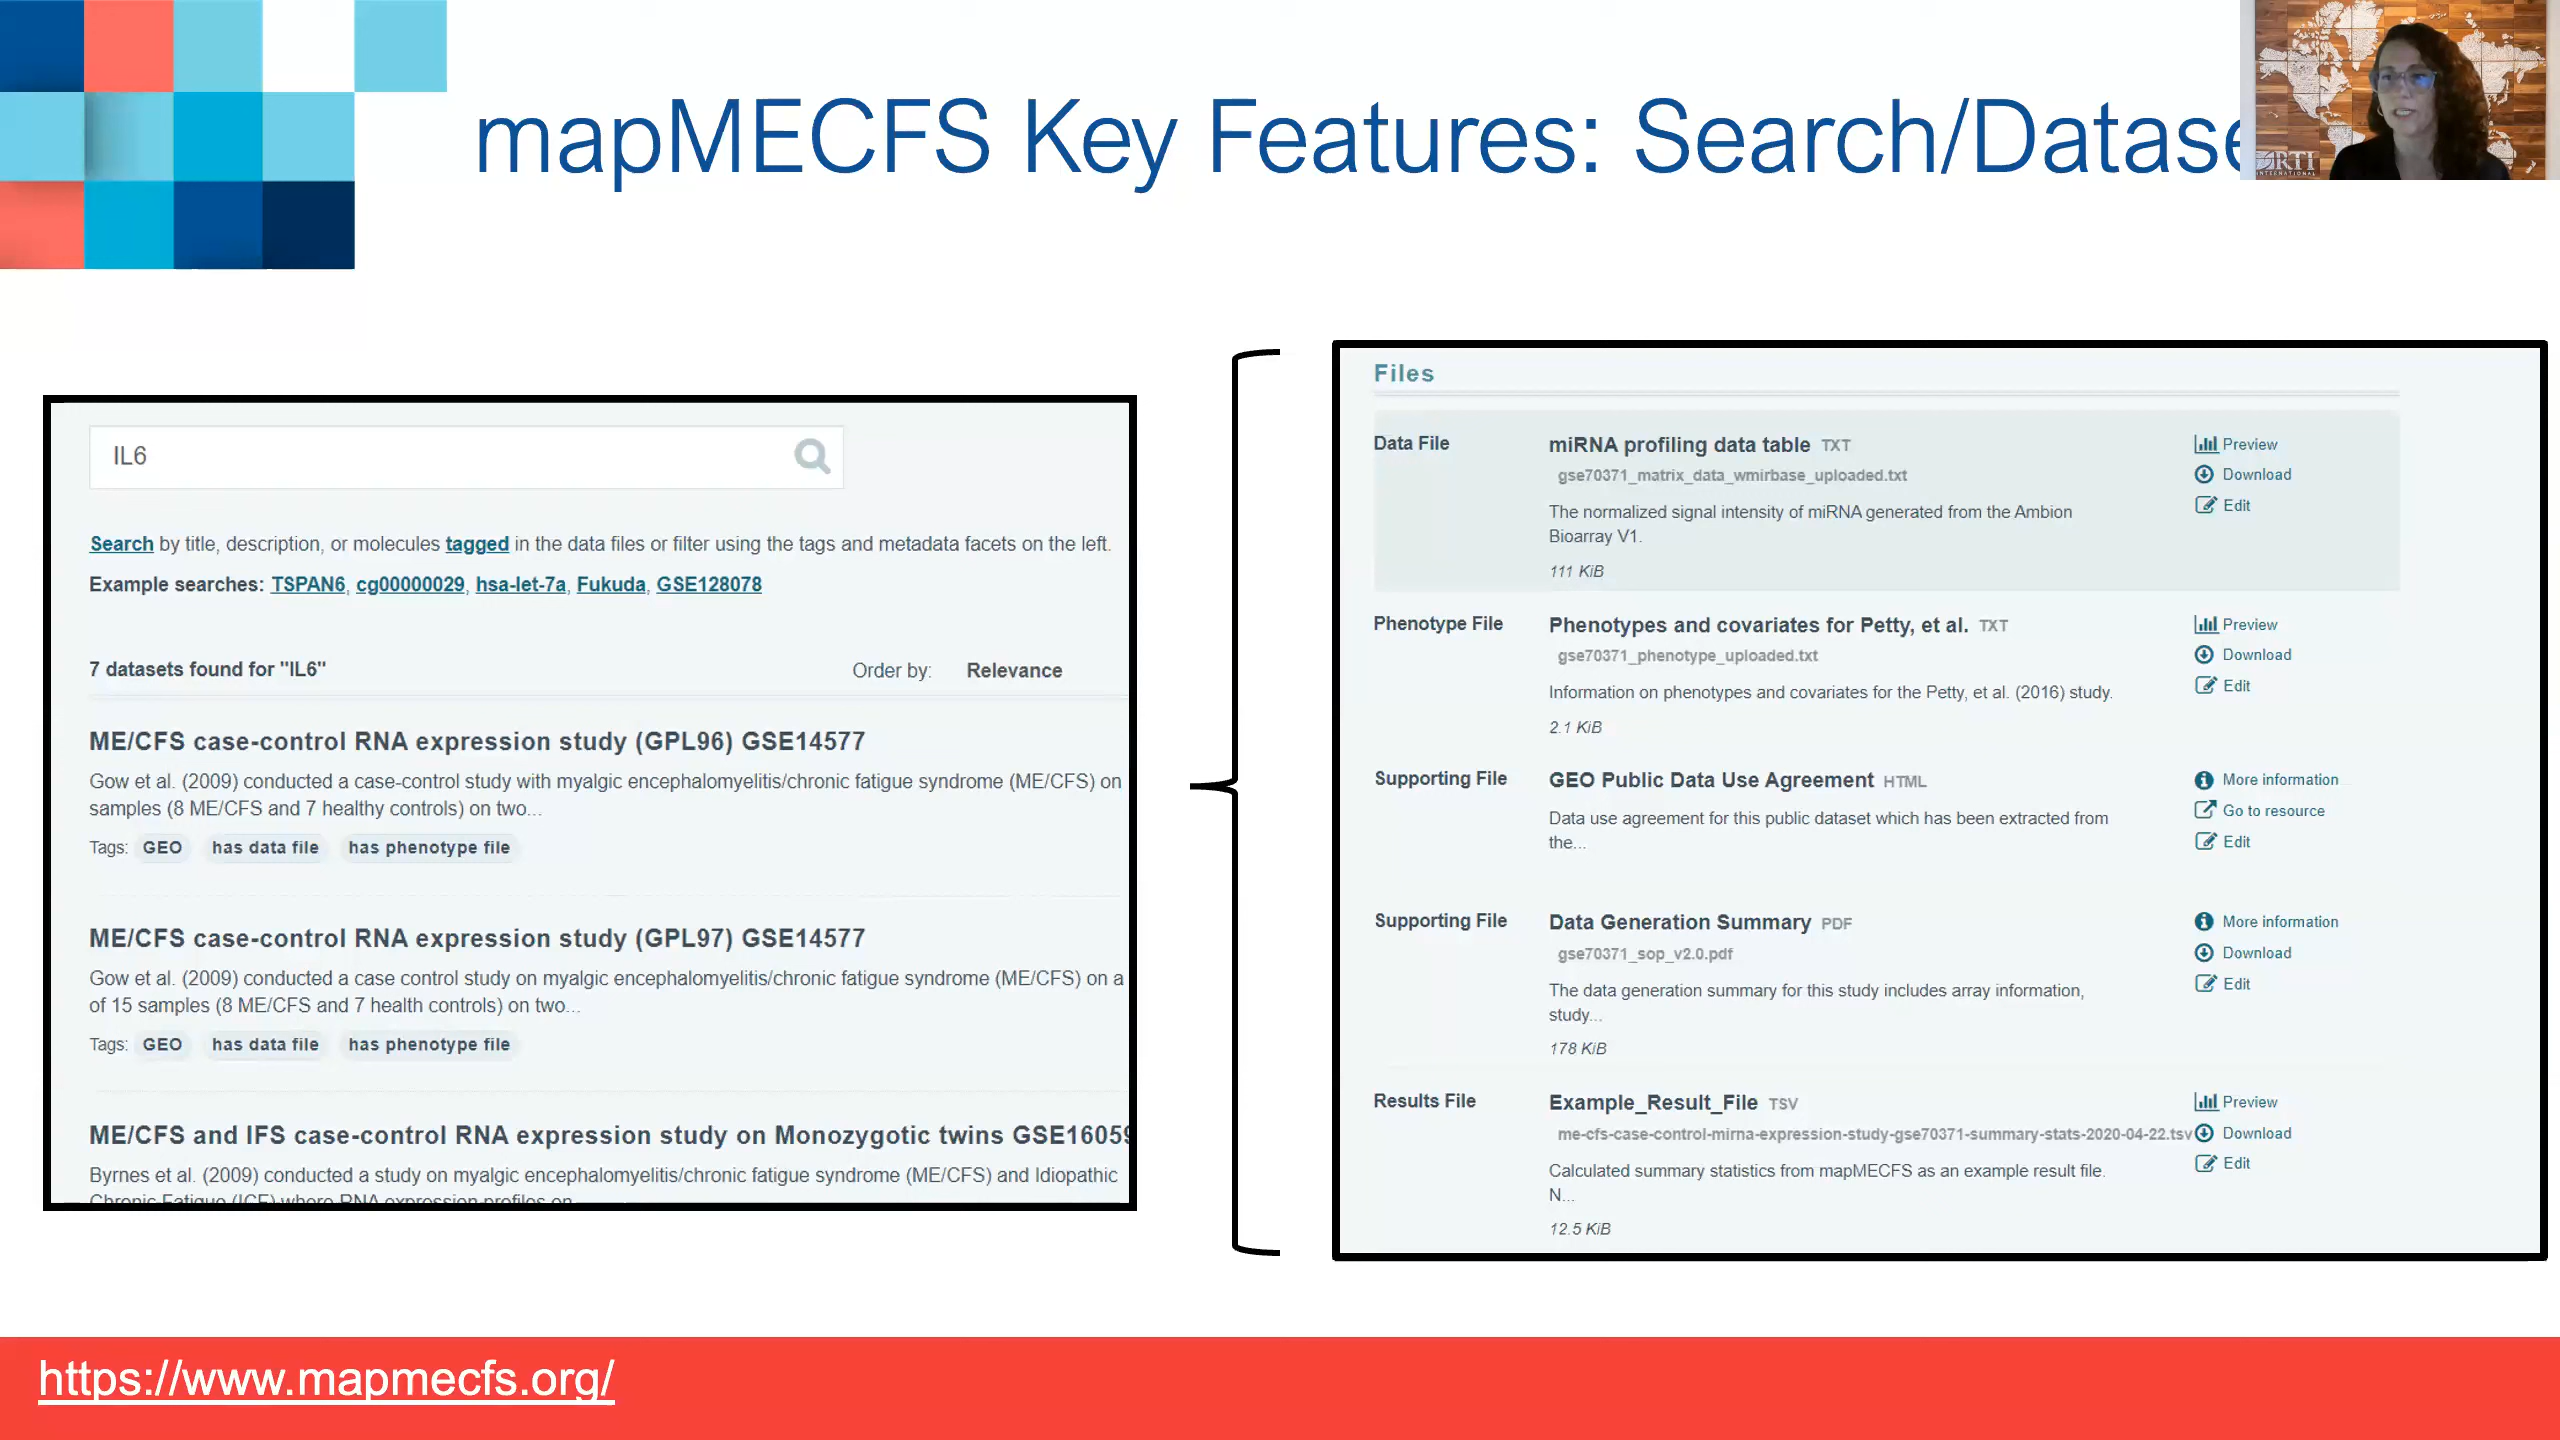 mapMECFS Key Features: Search/Datase
RTI
INTERNATIONAL
IL6
Search by title, description, or molecules tagged in the data files or filter using the tags and metadata facets on the left.
Example searches: TSPAN6, cg00000029, hsa-let-7a, Fukuda, GSE128078
7 datasets found for "IL6"
Order by: Relevance
ME/CFS case-control RNA expression study (GPL96) GSE14577
Gow et al. (2009) conducted a case-control study with myalgic encephalomyelitis/chronic fatigue syndrome (ME/CFS) on
samples (8 ME/CFS and 7 healthy controls) on two...
Tags: GEO has data file has phenotype file
ME/CFS case-control RNA expression study (GPL97) GSE14577
Gow et al. (2009) conducted a case control study on myalgic encephalomyelitis/chronic fatigue syndrome (ME/CFS) on a
of 15 samples (8 ME/CFS and 7 health controls) on two...
Tags: GEO has data file has phenotype file
ME/CFS and IFS case-control RNA expression study on Monozygotic twins GSE16059
Byrnes et al. (2009) conducted a study on myalgic encephalomyelitis/chronic fatigue syndrome (ME/CFS) and Idiopathic
Chronic Fatigue (ICF) where RNA expression profiles on
Files
Data File
miRNA profiling data table TXT
gse70371_matrix_data_wmirbase_uploaded.txt
The normalized signal intensity of miRNA generated from the Ambion
Bioarray V1.
111 KiB
Preview
Download
Edit
Phenotype File
Phenotypes and covariates for Petty, et al. TXT
gse70371_phenotype_uploaded.txt
Information on phenotypes and covariates for the Petty, et al. (2016) study.
2.1 KiB
Preview
Download
Edit
Supporting File
GEO Public Data Use Agreement HTML
Data use agreement for this public dataset which has been extracted from
the...
More information
Go to resource
Edit
Supporting File
Data Generation Summary PDF
gse70371_sop_v2.0.pdf
The data generation summary for this study includes array information,
study...
178 KiB
More information
Download
Edit
Results File
Example_Result_File TSV
me-cfs-case-control-mirna-expression-study-gse70371-summary-stats-2020-04-22.tsv
Calculated summary statistics from mapMECFS as an example result file.
N...
12.5 KiB
Preview
Download
Edit
https://www.mapmecfs.org/